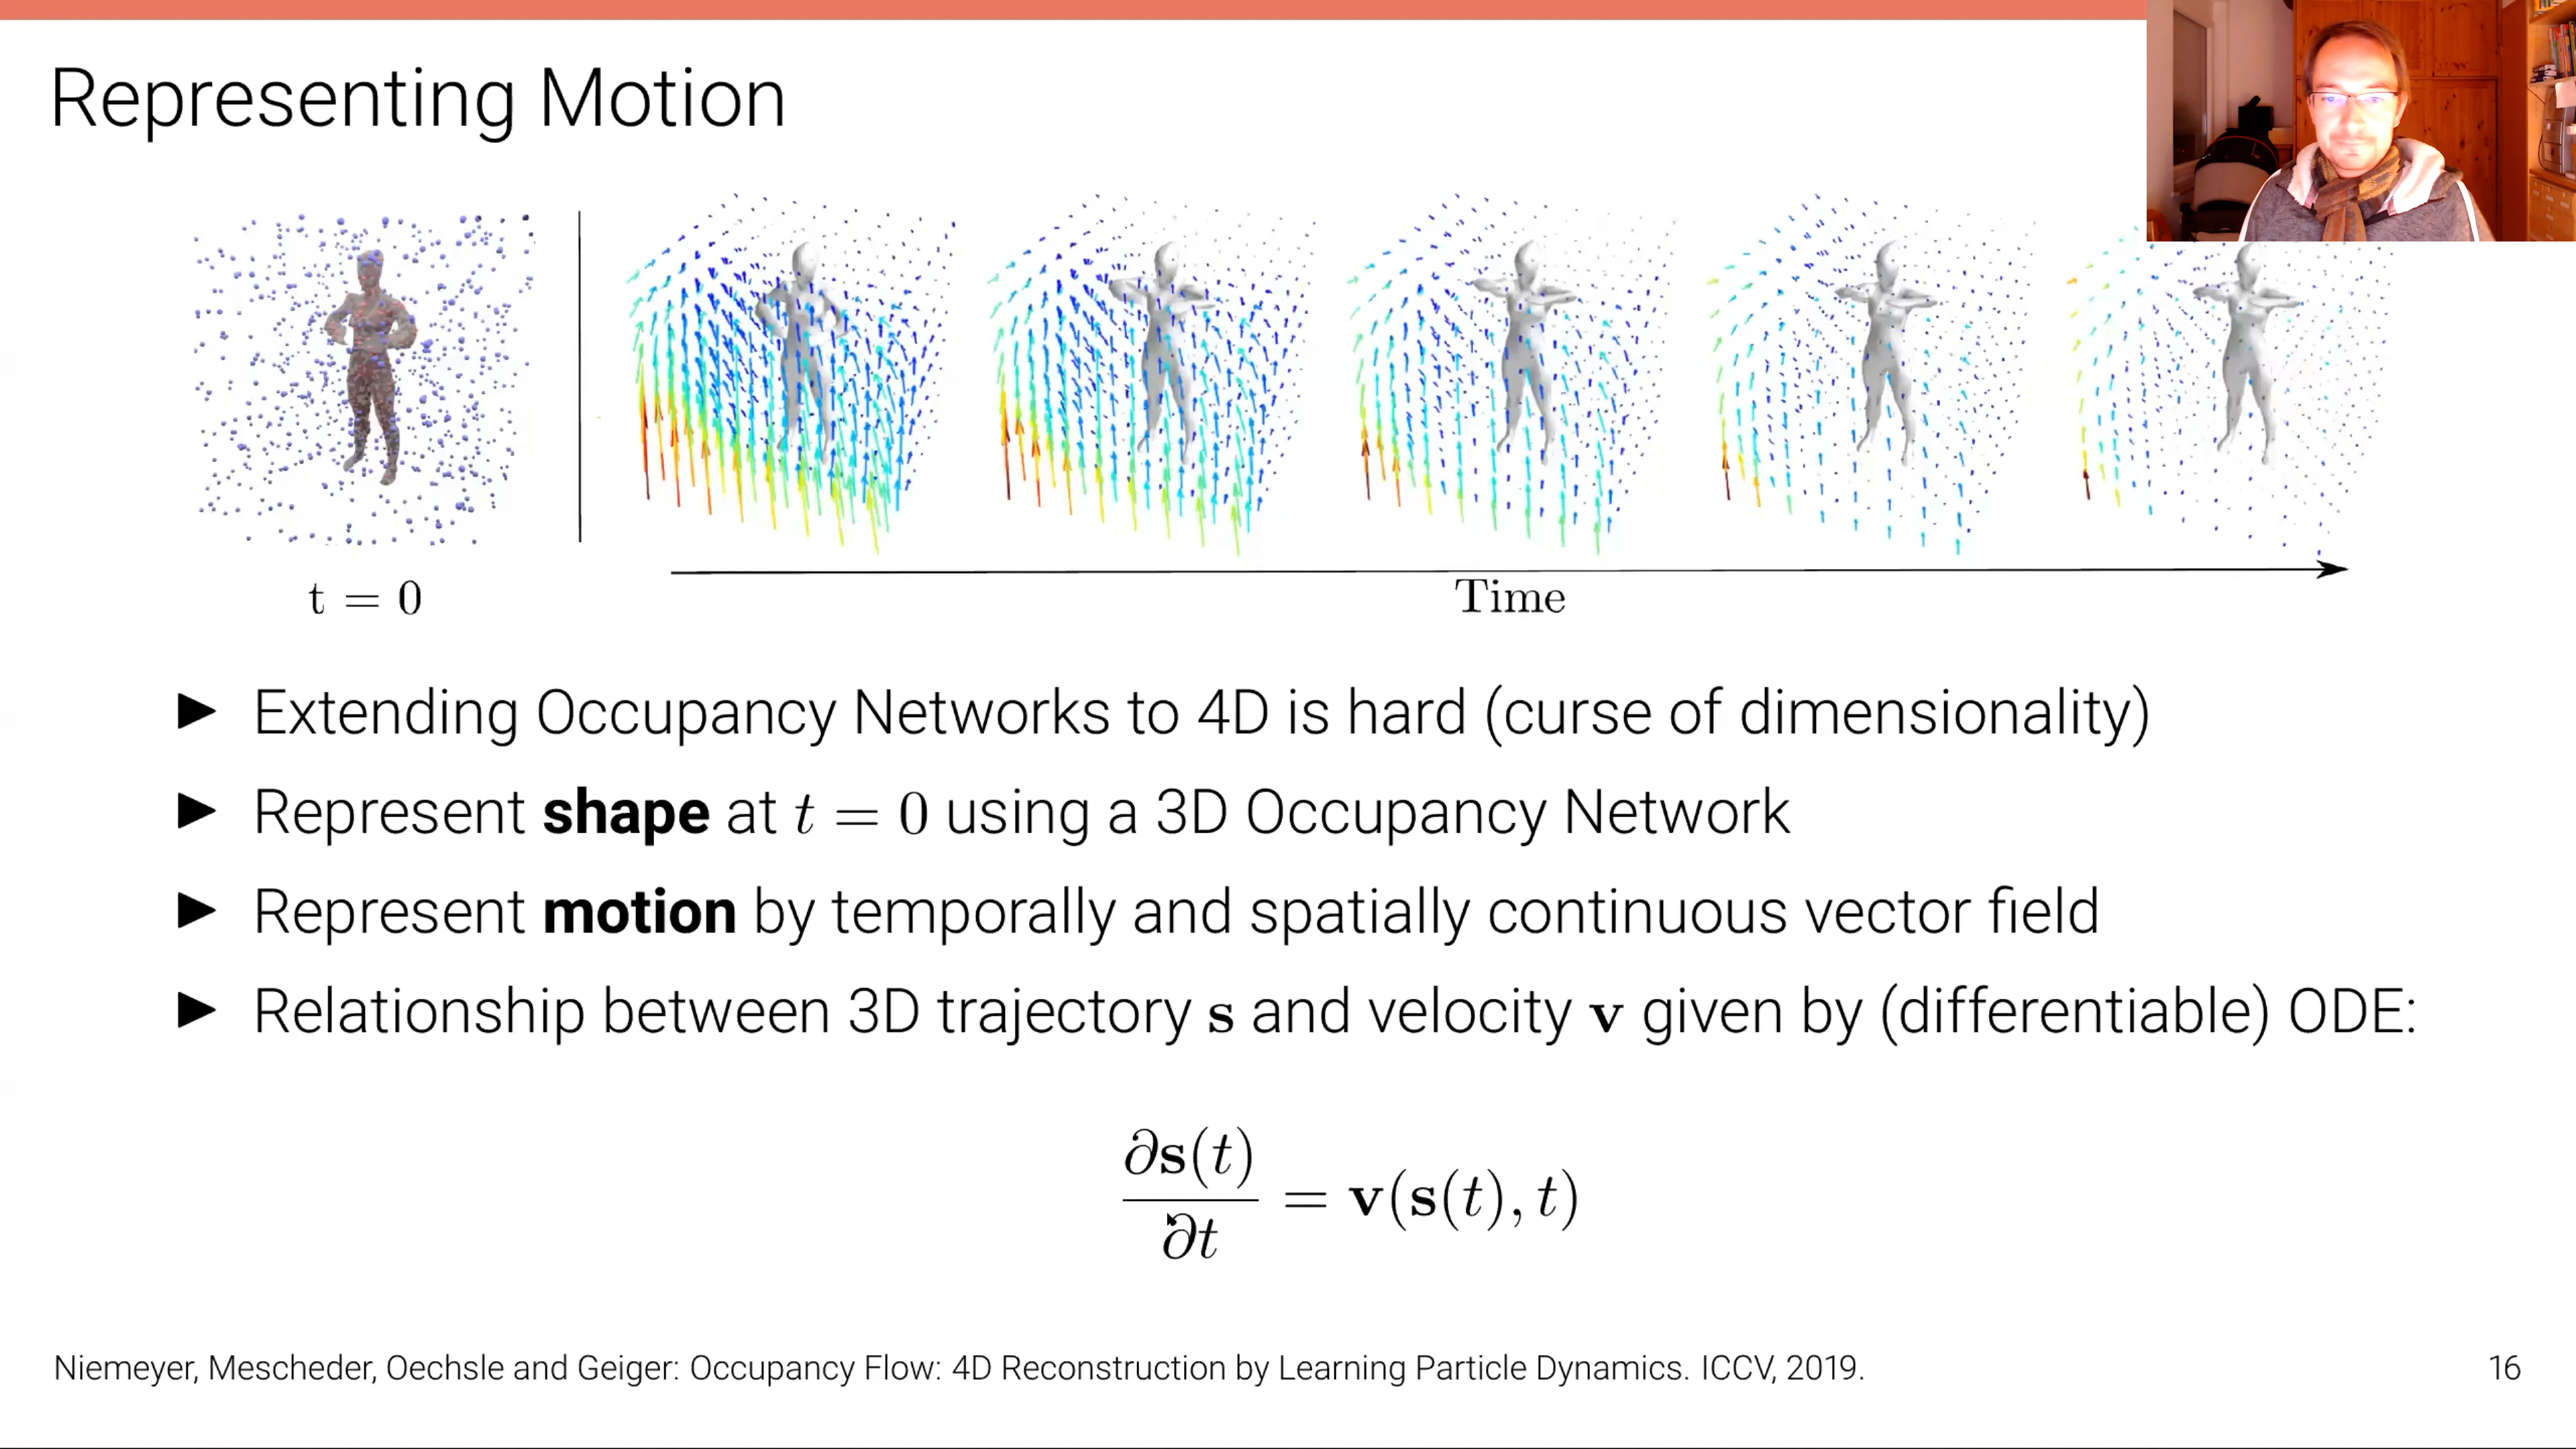 Representing Motion
t = 0
Time
▶ Extending Occupancy Networks to 4D is hard (curse of dimensionality)
▶ Represent shape at t = 0 using a 3D Occupancy Network
▶ Represent motion by temporally and spatially continuous vector field
▶ Relationship between 3D trajectory s and velocity v given by (differentiable) ODE:
∂s(t)/∂t = v(s(t), t)
Niemeyer, Mescheder, Oechsle and Geiger: Occupancy Flow: 4D Reconstruction by Learning Particle Dynamics. ICCV, 2019.
16